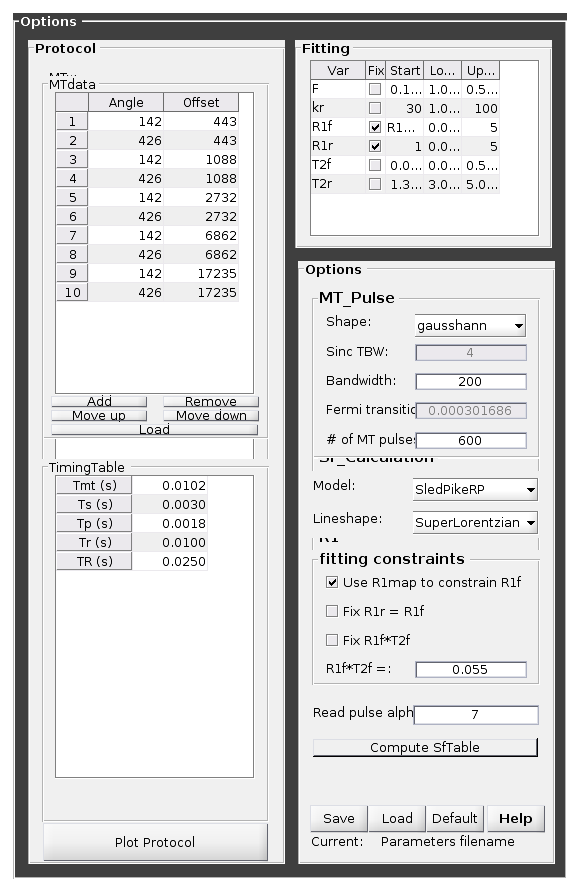 Options
Protocol
MTdata
Angle Offset
1 142 443
2 426 443
3 142 1088
4 426 1088
5 142 2732
6 426 2732
7 142 6862
8 426 6862
9 142 17235
10 426 17235
Add Remove
Move up Move down
Load
TimingTable
Tmt (s) 0.0102
Ts (s) 0.0030
Tp (s) 0.0018
Tr (s) 0.0100
TR (s) 0.0250
Plot Protocol
Fitting
Var Fix Start Lo... Up...
F 0.1... 1.0... 0.5...
kr 30 1.0... 100
R1f R1... 0.0... 5
R1r 1 0.0... 5
T2f 0.0... 0.0... 0.5...
T2r 1.3... 3.0... 5.0...
Options
MT_Pulse
Shape: gausshann
Sinc TBW: 4
Bandwidth: 200
Fermi transitic 0.000301686
# of MT pulses 600
Sf_Calculation
Model: SledPikeRP
Lineshape: SuperLorentzian
R1
fitting constraints
Use R1map to constrain R1f
Fix R1r = R1f
Fix R1f*T2f
R1f*T2f =: 0.055
Read pulse alph 7
Compute SfTable
Save Load Default Help
Current: Parameters filename